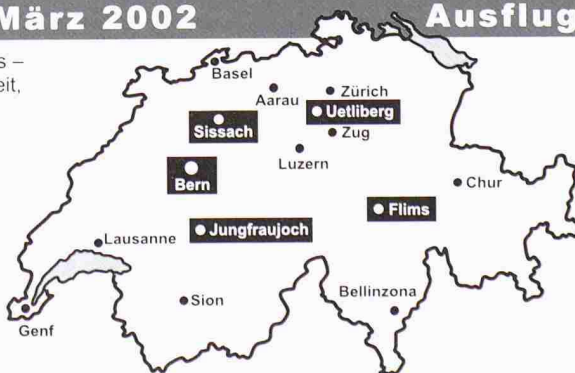 März 2002 Ausflug
s –
eit,
Basel
Aarau
Zürich
Uetliberg
Sissach
Zug
Luzern
Bern
Chur
Flims
Jungfraujoch
Lausanne
Sion
Bellinzona
Genf